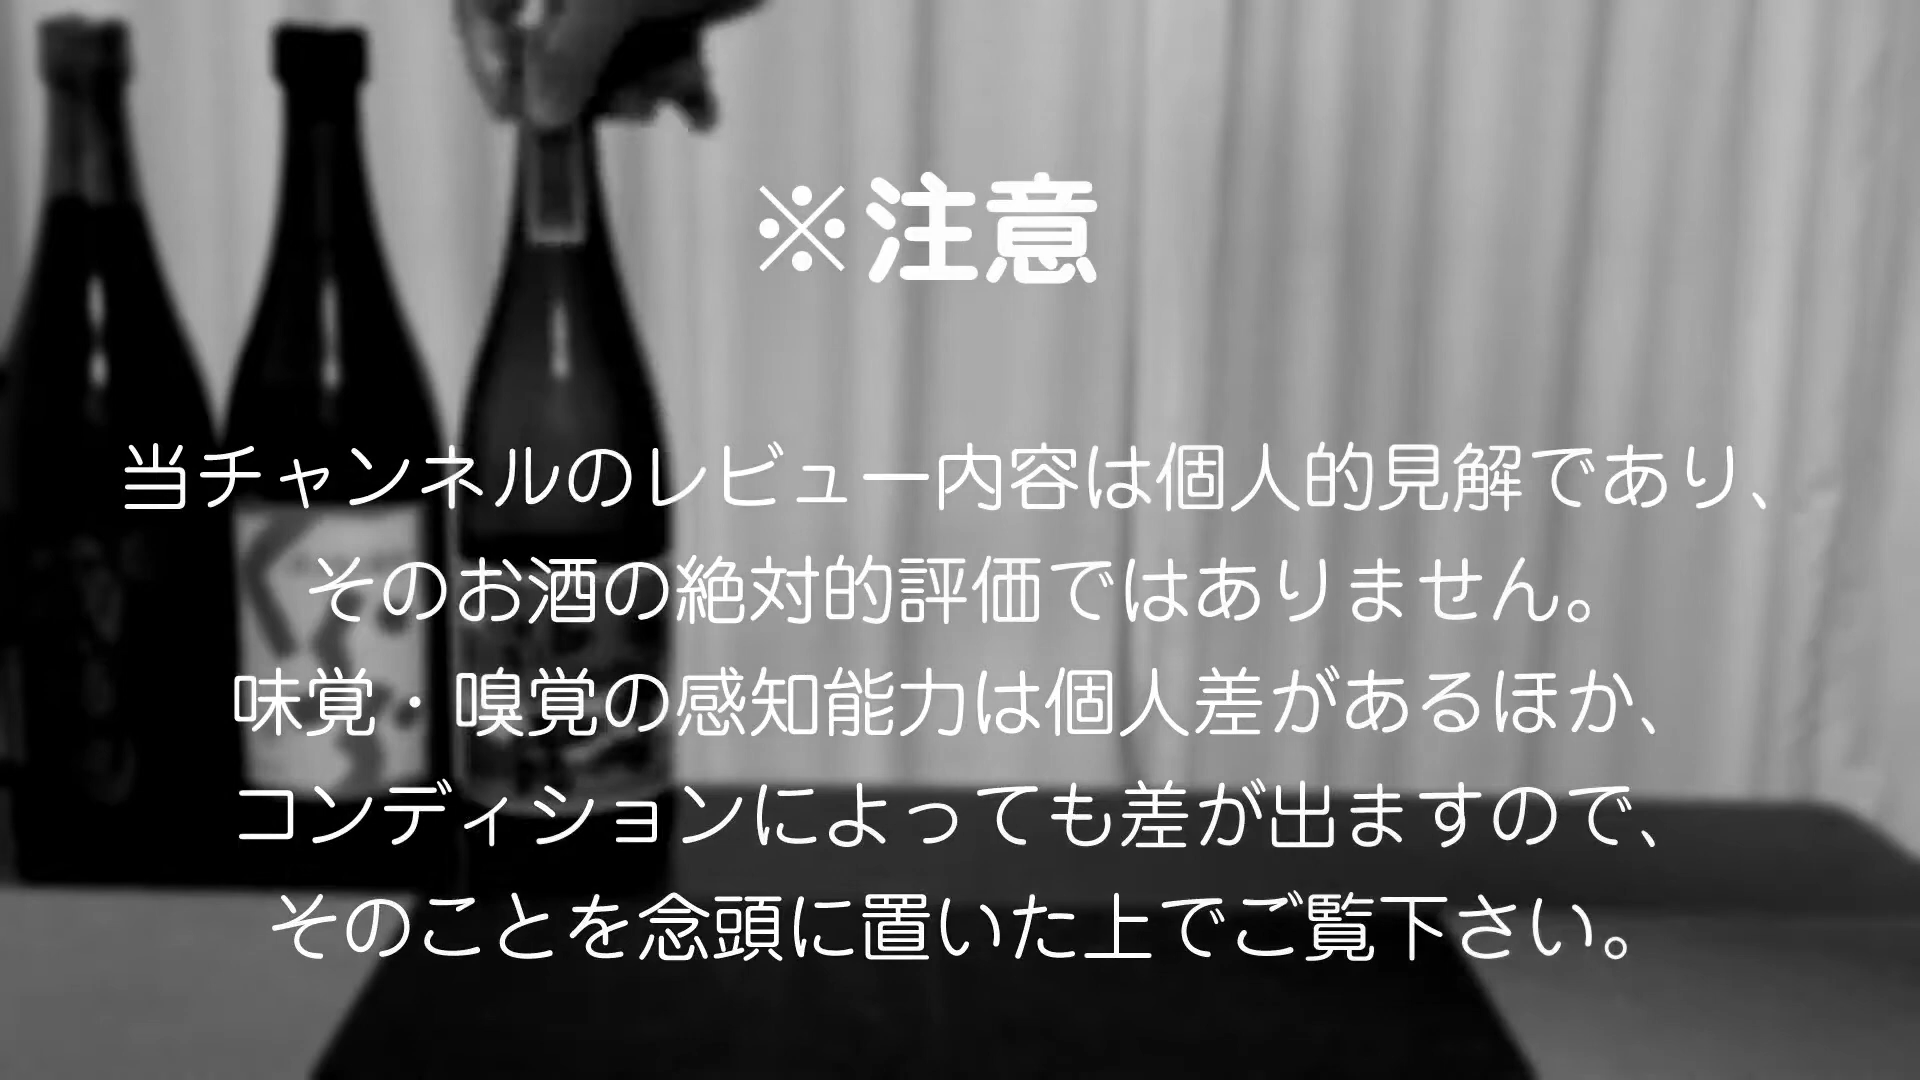 ※注意
当チャンネルのレビュー内容は個人的見解であり、
そのお酒の絶対的評価ではありません。
味覚・嗅覚の感知能力は個人差があるほか、
コンディションによっても差が出ますので、
そのことを念頭に置いた上でご覧下さい。